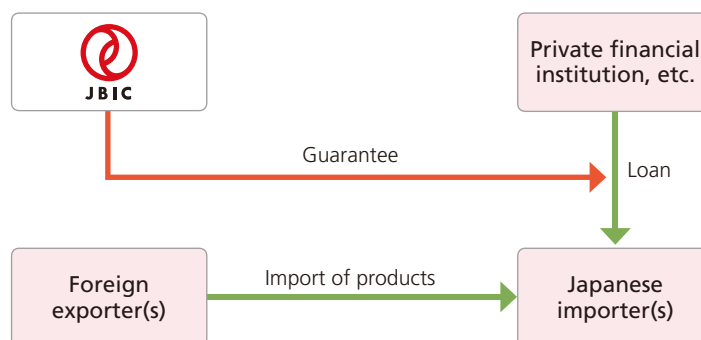 JBIC
Private financial
institution, etc.
Guarantee
Loan
Foreign
exporter(s)
Import of products
Japanese
importer(s)